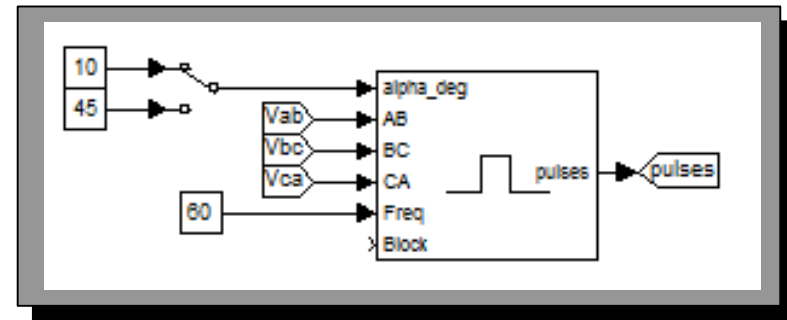 10
45
alpha_deg
Vab
AB
Vbc
BC
Vca
CA
pulses
pulses
60
Freq
Block